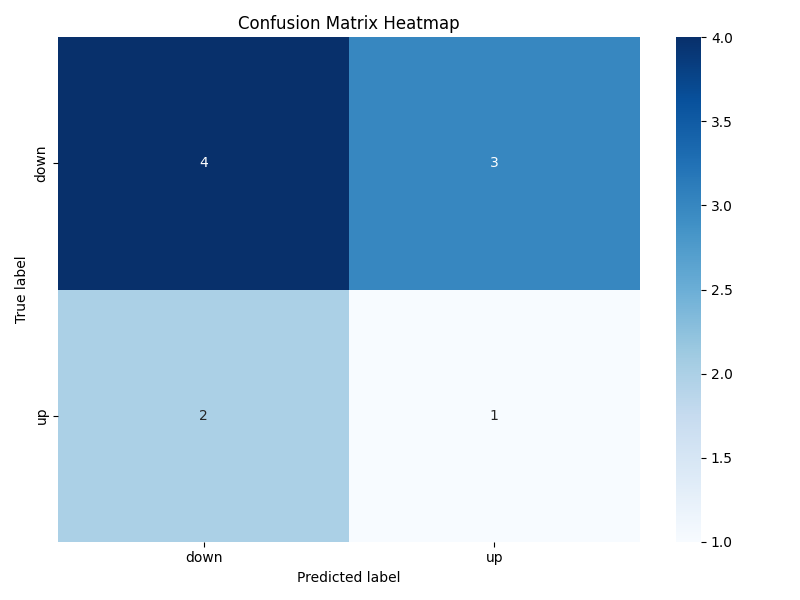 Confusion Matrix Heatmap
4.0
3.5
3.0
2.5
2.0
1.5
1.0
True label
down
up
4
3
2
1
down
up
Predicted label